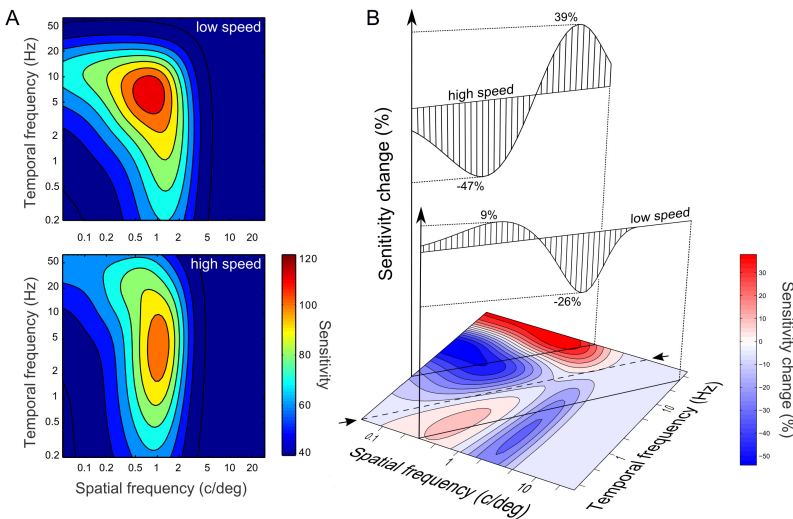 A
low speed
Temporal frequency (Hz)
50
20
10
5
2
1
0.5
0.2
0.1 0.2 0.5 1 2 5 10 20
high speed
Temporal frequency (Hz)
50
20
10
5
2
1
0.5
0.2
0.1 0.2 0.5 1 2 5 10 20
Spatial frequency (c/deg)
120
100
80
60
40
Sensitivity
B
Senitivity change (%)
39%
high speed
-47%
9%
low speed
-26%
0.1
1
10
Spatial frequency (c/deg)
1
10
Temporal frequency (Hz)
30
20
10
0
-10
-20
-30
-40
-50
Sensitivity change (%)